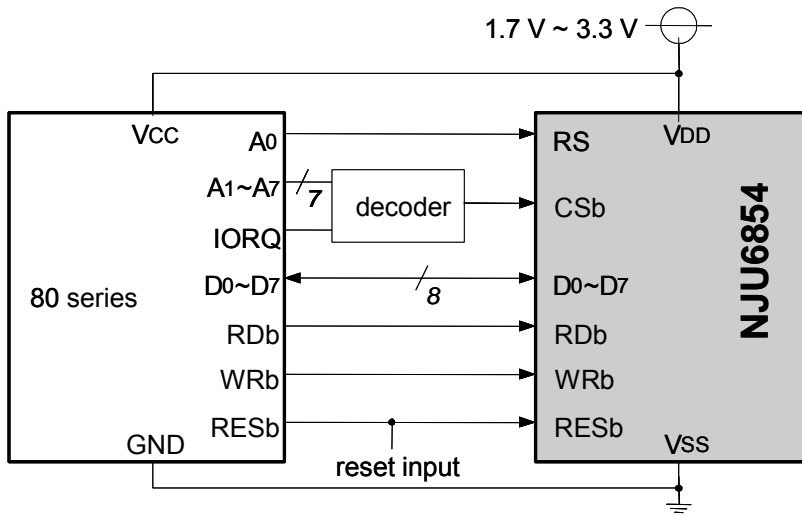 1.7 V ~ 3.3 V
VCC
A0
A1~A7
7
IORQ
D0~D7
80 series
RDb
WRb
RESb
GND
decoder
8
reset input
VDD
RS
CSb
D0~D7
RDb
WRb
RESb
VSS
NJU6854